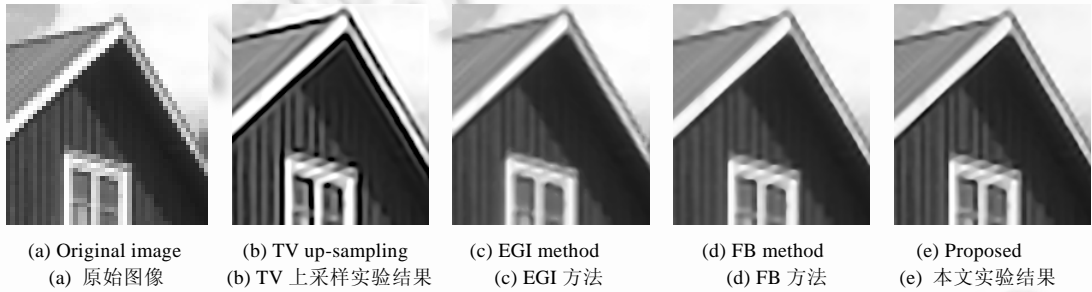 (a) Original image (b) TV up-sampling (c) EGI method (d) FB method (e) Proposed
(a) 原始图像 (b) TV 上采样实验结果 (c) EGI 方法 (d) FB 方法 (e) 本文实验结果